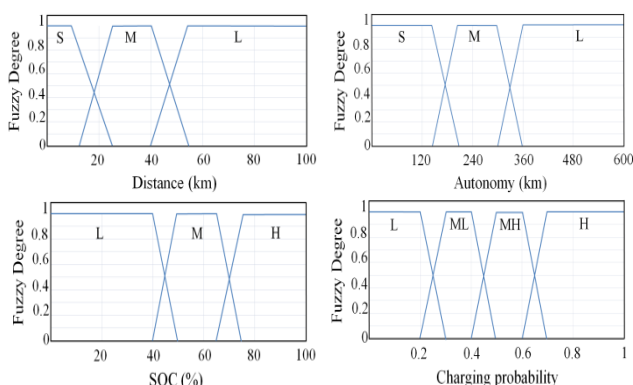 1
0.8
0.4
0.4
0.2
0
Fuzzy Degree
S
M
L
20
40
60
80
100
Distance (km)
1
0.8
0.6
0.4
0.2
0
Fuzzy Degree
S
M
L
120
240
360
480
600
Autonomy (km)
1
0.8
0.6
0.4
0.2
0
Fuzzy Degree
L
M
H
20
40
60
80
100
SOC (%)
1
0.8
0.6
0.4
0.2
0
Fuzzy Degree
L
ML
MH
H
0.2
0.4
0.6
0.8
1
Charging probability